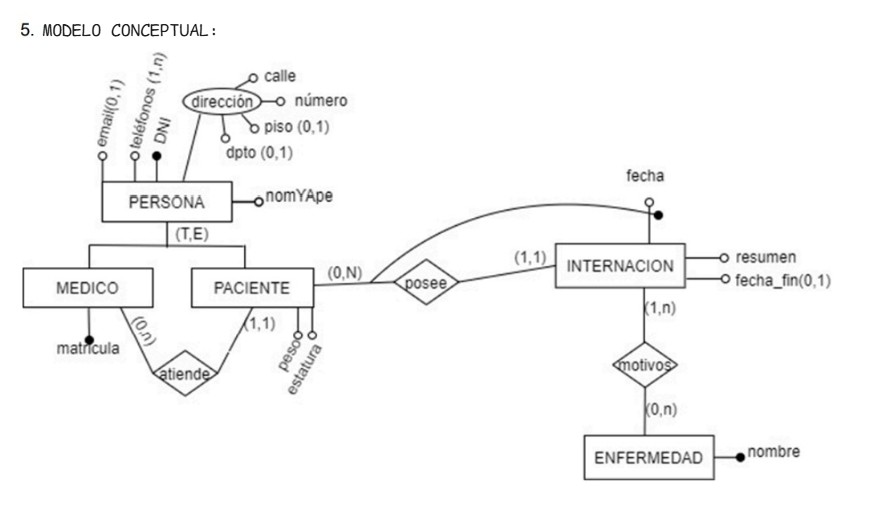 5. MODELO CONCEPTUAL:
email(0,1)
teléfonos (1,n)
DNI
dirección
calle
número
piso (0,1)
dpto (0,1)
PERSONA
nomYApe
(T,E)
MEDICO
PACIENTE
matricula
(0,n)
(1,1)
atiende
peso
estatura
(0,N)
posee
(1,1)
fecha
INTERNACION
resumen
fecha_fin(0,1)
(1,n)
motivos
(0,n)
ENFERMEDAD
nombre